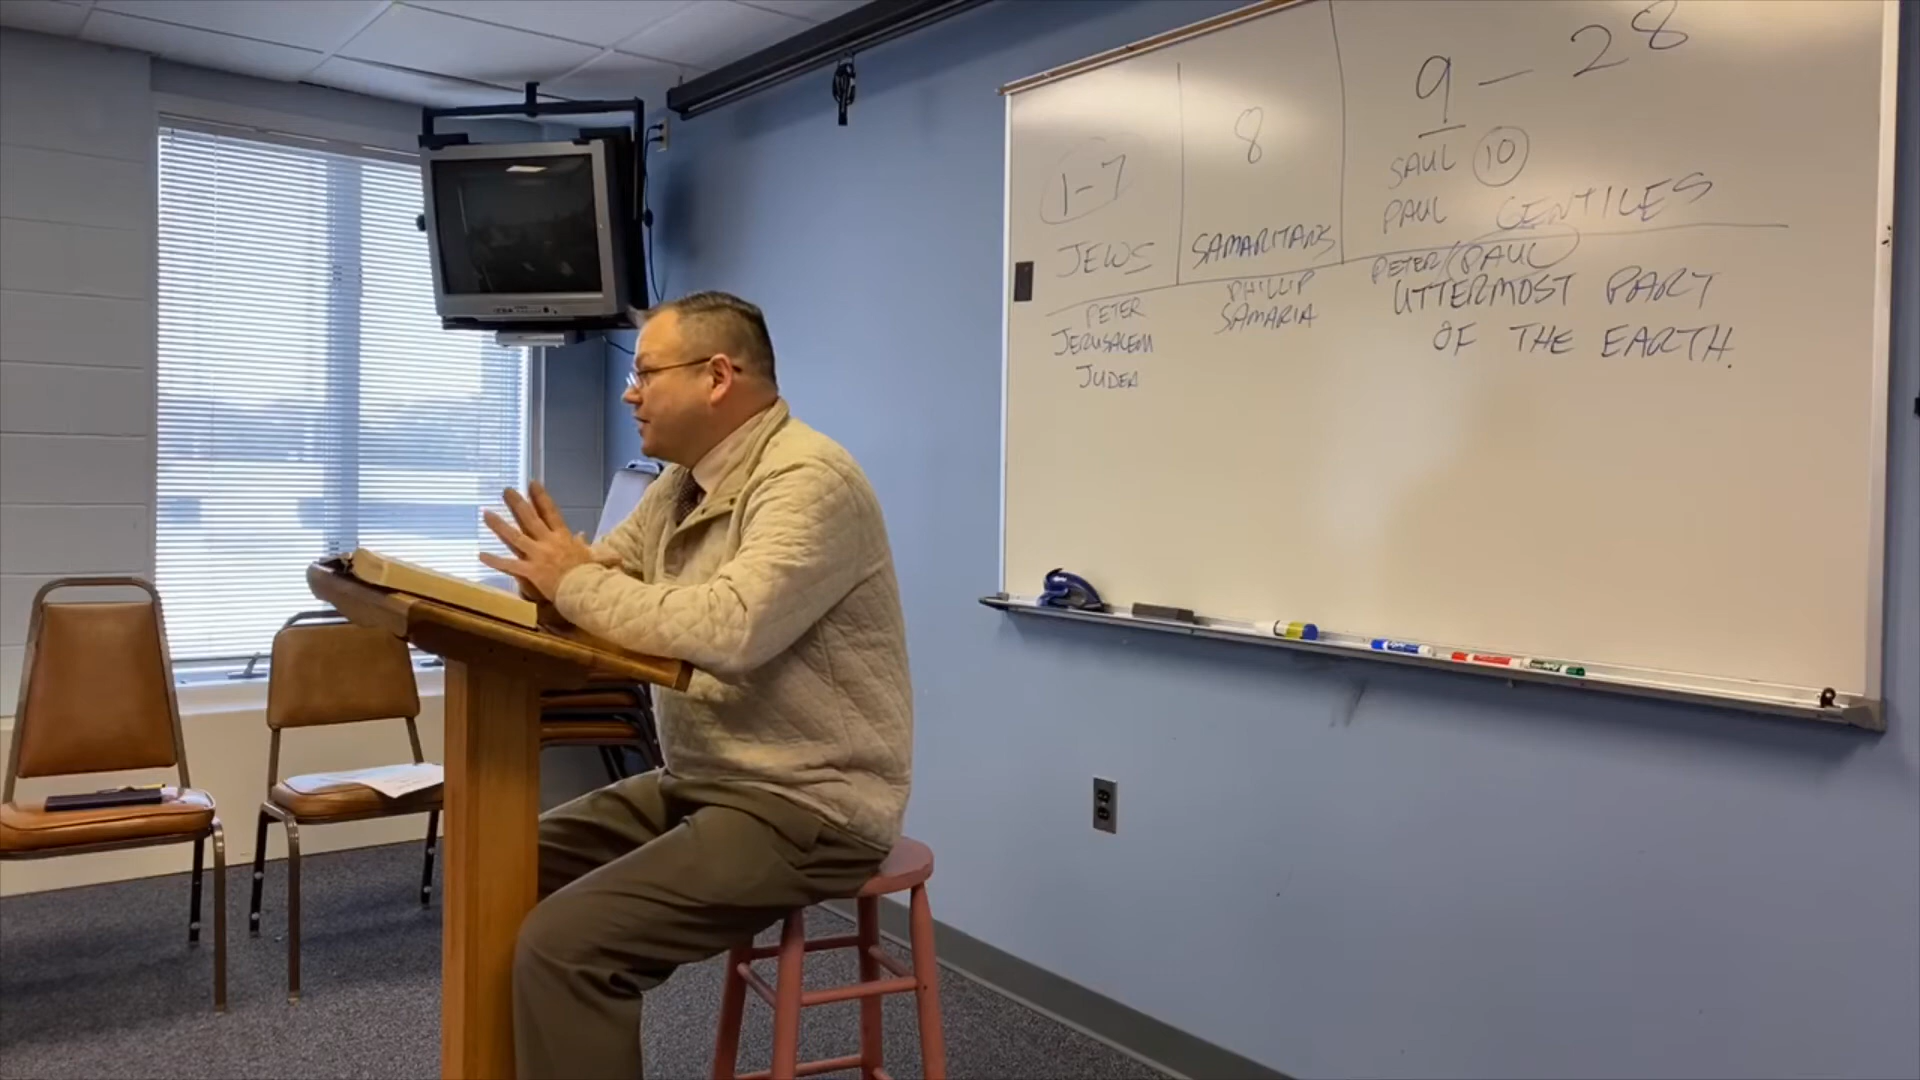 1-7
JEWS
PETER
JERUSALEM
JUDEA
8
SAMARITANS
PHILLIP
SAMARIA
9 - 28
SAUL 10
PAUL GENTILES
PETER/PAUL
UTTERMOST PART
OF THE EARTH.